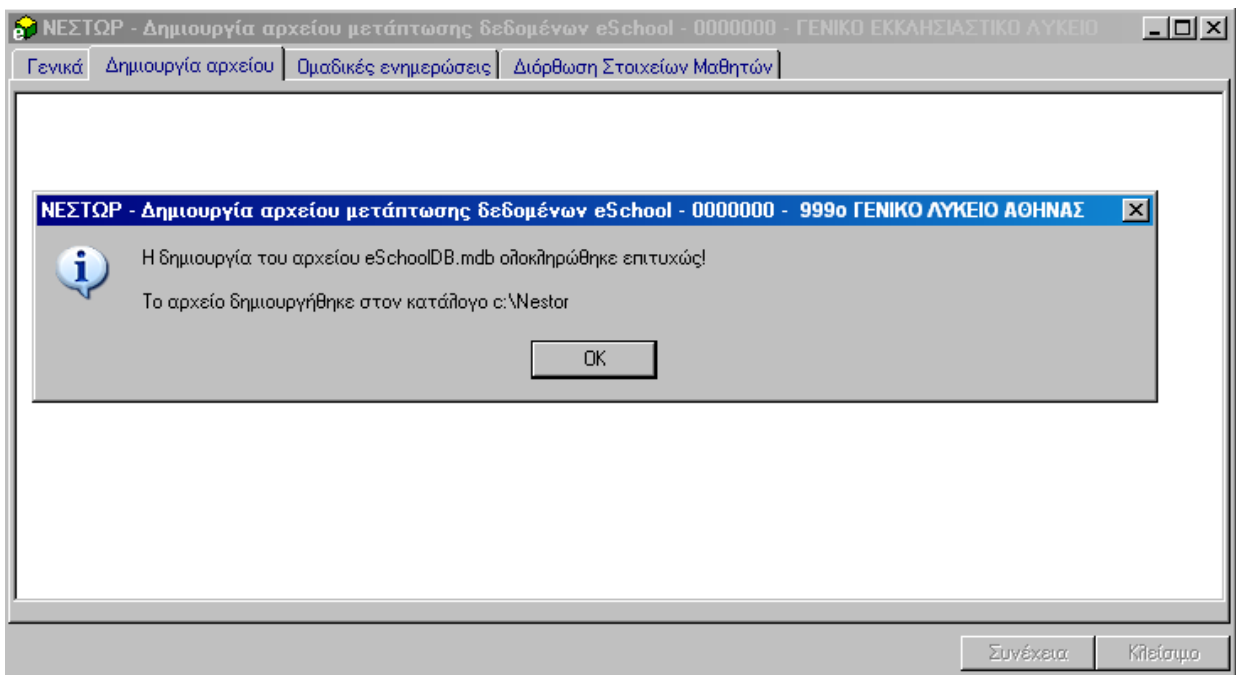 ΝΕΣΤΩΡ - Δημιουργία αρχείου μετάπτωσης δεδομένων eSchool - 0000000 - ΓΕΝΙΚΟ ΕΚΚΛΗΣΙΑΣΤΙΚΟ ΛΥΚΕΙΟ
Γενικά Δημιουργία αρχείου Ομαδικές ενημερώσεις Διόρθωση Στοιχείων Μαθητών
ΝΕΣΤΩΡ - Δημιουργία αρχείου μετάπτωσης δεδομένων eSchool - 0000000 - 999ο ΓΕΝΙΚΟ ΛΥΚΕΙΟ ΑΘΗΝΑΣ
Η δημιουργία του αρχείου eSchoolDB.mdb ολοκληρώθηκε επιτυχώς!
Το αρχείο δημιουργήθηκε στον κατάλογο c:\Nestor
OK
Συνέχεια Κλείσιμο